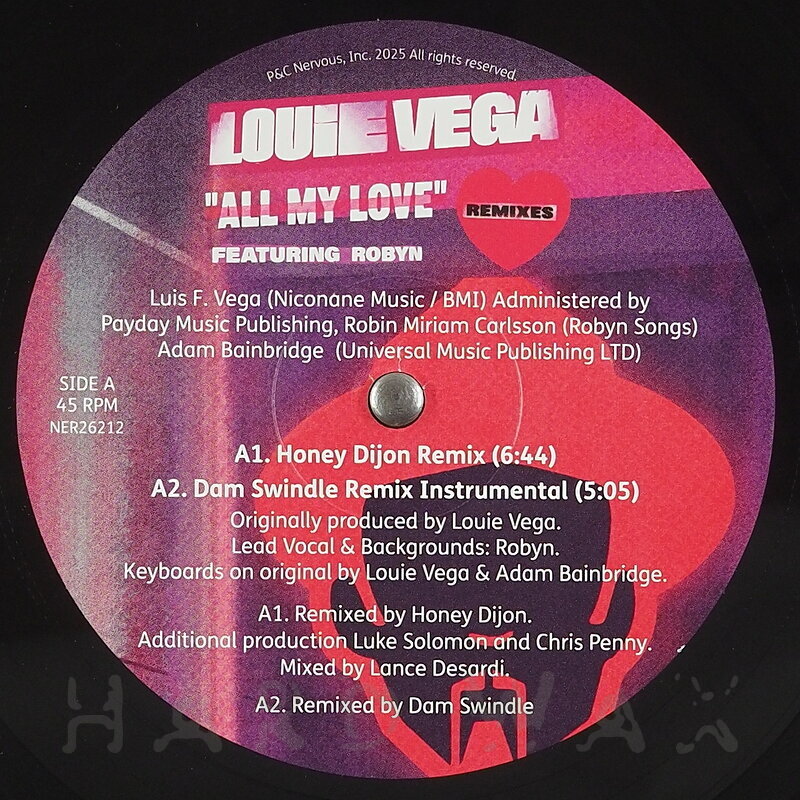 P&C Nervous, Inc. 2025 All rights reserved.
LOUIE VEGA
"ALL MY LOVE"
REMIXES
FEATURING ROBYN
Luis F. Vega (Niconane Music / BMI) Administered by
Payday Music Publishing, Robin Miriam Carlsson (Robyn Songs)
Adam Bainbridge (Universal Music Publishing LTD)
SIDE A
45 RPM
NER26212
A1. Honey Dijon Remix (6:44)
A2. Dam Swindle Remix Instrumental (5:05)
Originally produced by Louie Vega.
Lead Vocal & Backgrounds: Robyn.
Keyboards on original by Louie Vega & Adam Bainbridge.
A1. Remixed by Honey Dijon.
Additional production Luke Solomon and Chris Penny.
Mixed by Lance Desardi.
A2. Remixed by Dam Swindle
HARD WAX